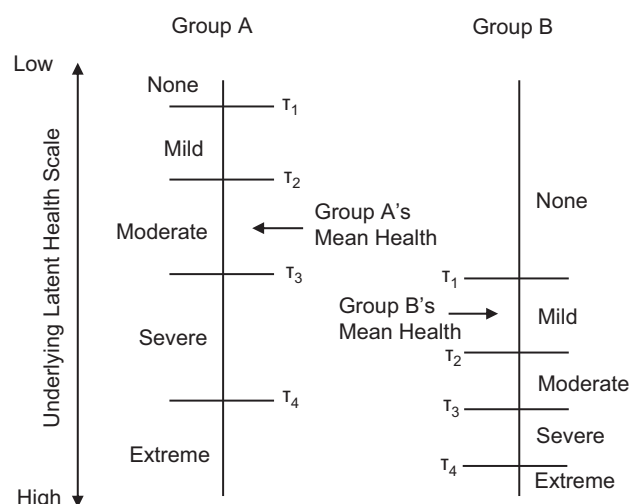 Group A
Group B
Low
Underlying Latent Health Scale
High
None
τ1
Mild
τ2
Group A's
Mean Health
Moderate
τ3
Severe
τ4
Extreme
None
τ1
Group B's
Mean Health
Mild
τ2
Moderate
τ3
Severe
τ4
Extreme